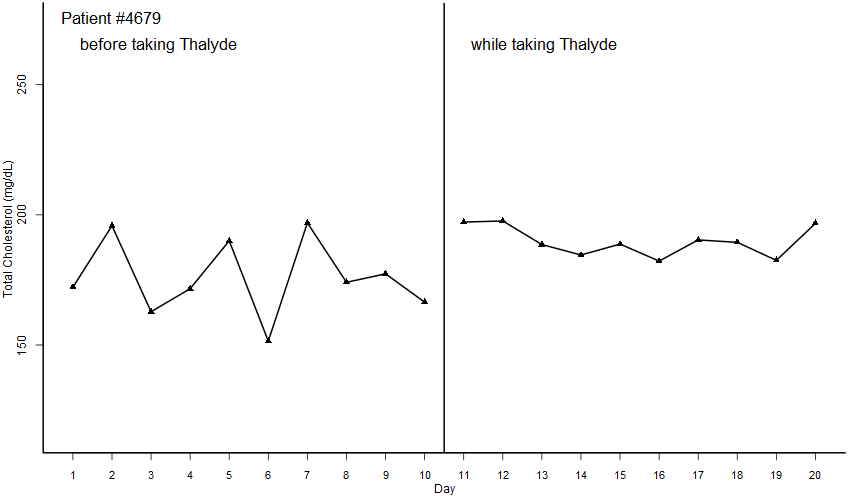 Patient #4679
before taking Thalyde
while taking Thalyde
Total Cholesterol (mg/dL)
250
200
150
1 2 3 4 5 6 7 8 9 10 11 12 13 14 15 16 17 18 19 20
Day